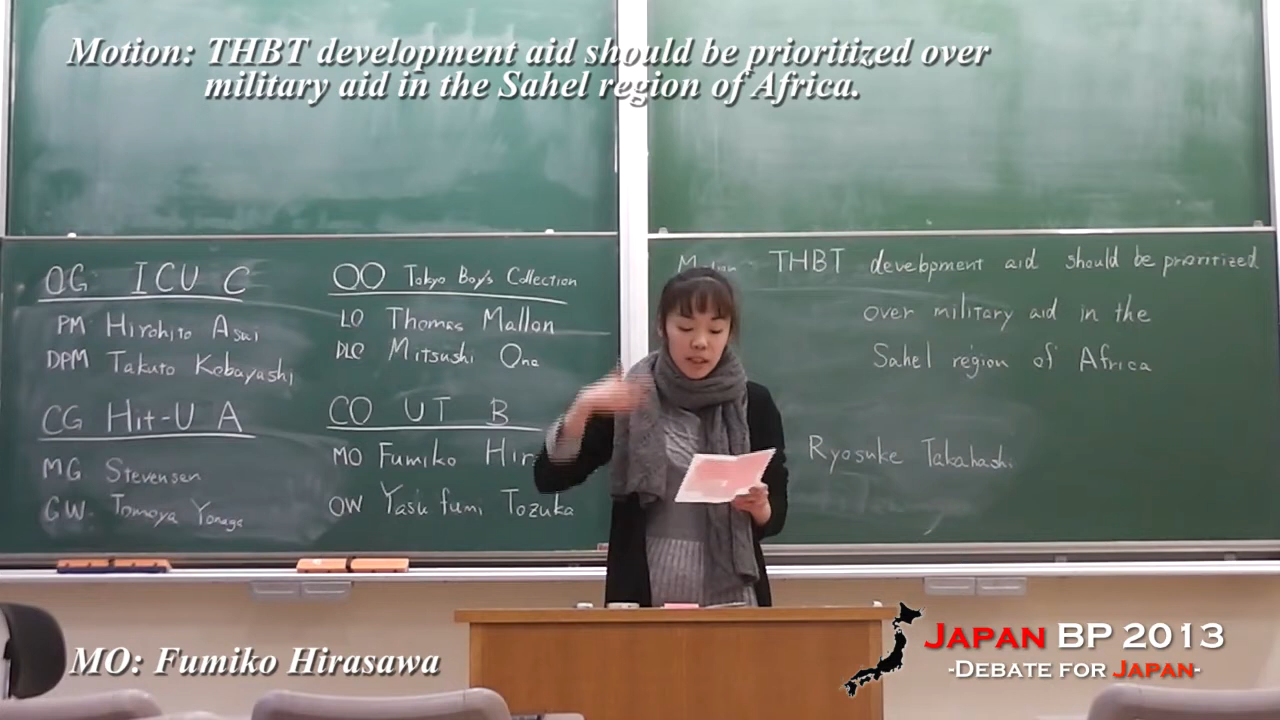 Motion: THBT development aid should be prioritized over
military aid in the Sahel region of Africa.
OG ICU C
PM Hirohito Asai
DPM Takuto Kobayashi
OO Tokyo Boy's Collection
LO Thomas Mallon
DLO Mitsushi Ono
CG Hit-U A
MG Stevensen
GW. Tomoya Yonaga
CO UT B
MO Fumiko Hir
OW Yasufumi Tozuka
THBT development aid should be prioritized
over military aid in the
Sahel region of Africa
Ryosuke Takahashi
MO: Fumiko Hirasawa
JAPAN BP 2013
-DEBATE FOR JAPAN-